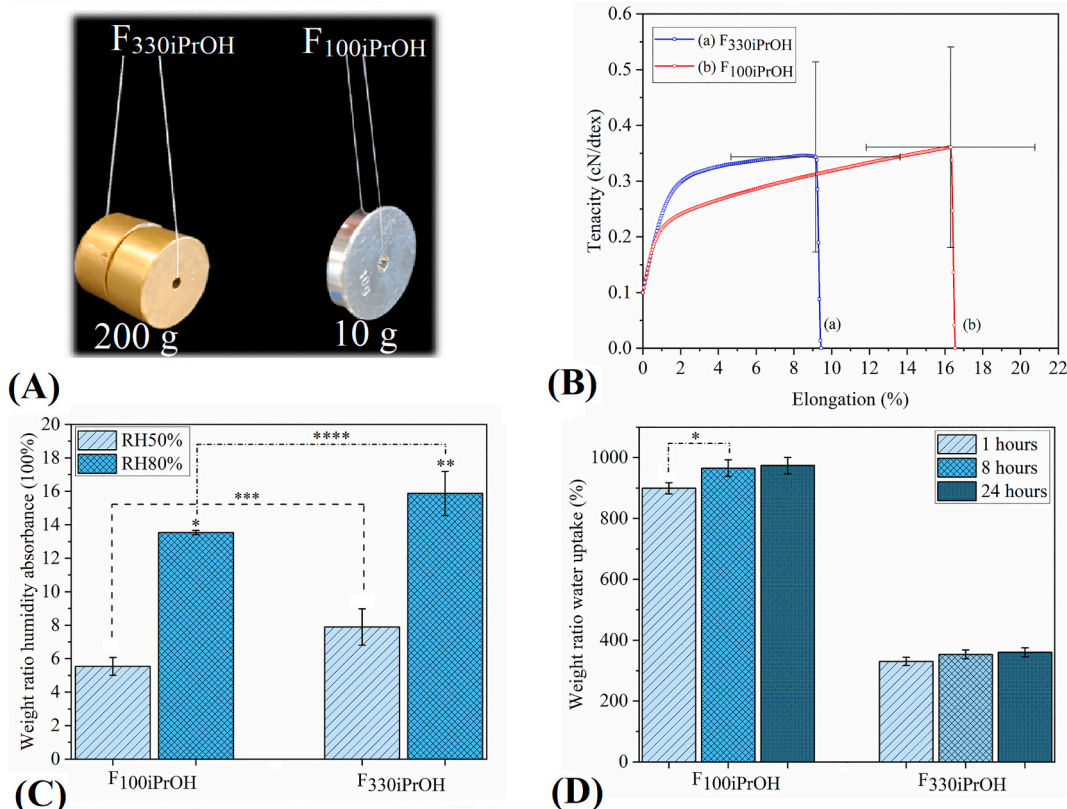 F330iPrOH
F100iPrOH
200 g
10 g
10g
(A)
0.6
0.5
0.4
0.3
0.2
0.1
0.0
Tenacity (cN/dtex)
(a) F330iPrOH
(b) F100iPrOH
(a)
(b)
0 2 4 6 8 10 12 14 16 18 20 22
Elongation (%)
(B)
20
18
16
14
12
10
8
6
4
2
0
Weight ratio humidity absorbance (100%)
RH50%
RH80%
****
***
*
**
F100iPrOH
F330iPrOH
(C)
1000
800
600
400
200
0
Weight ratio water uptake (%)
*
1 hours
8 hours
24 hours
F100iPrOH
F330iPrOH
(D)